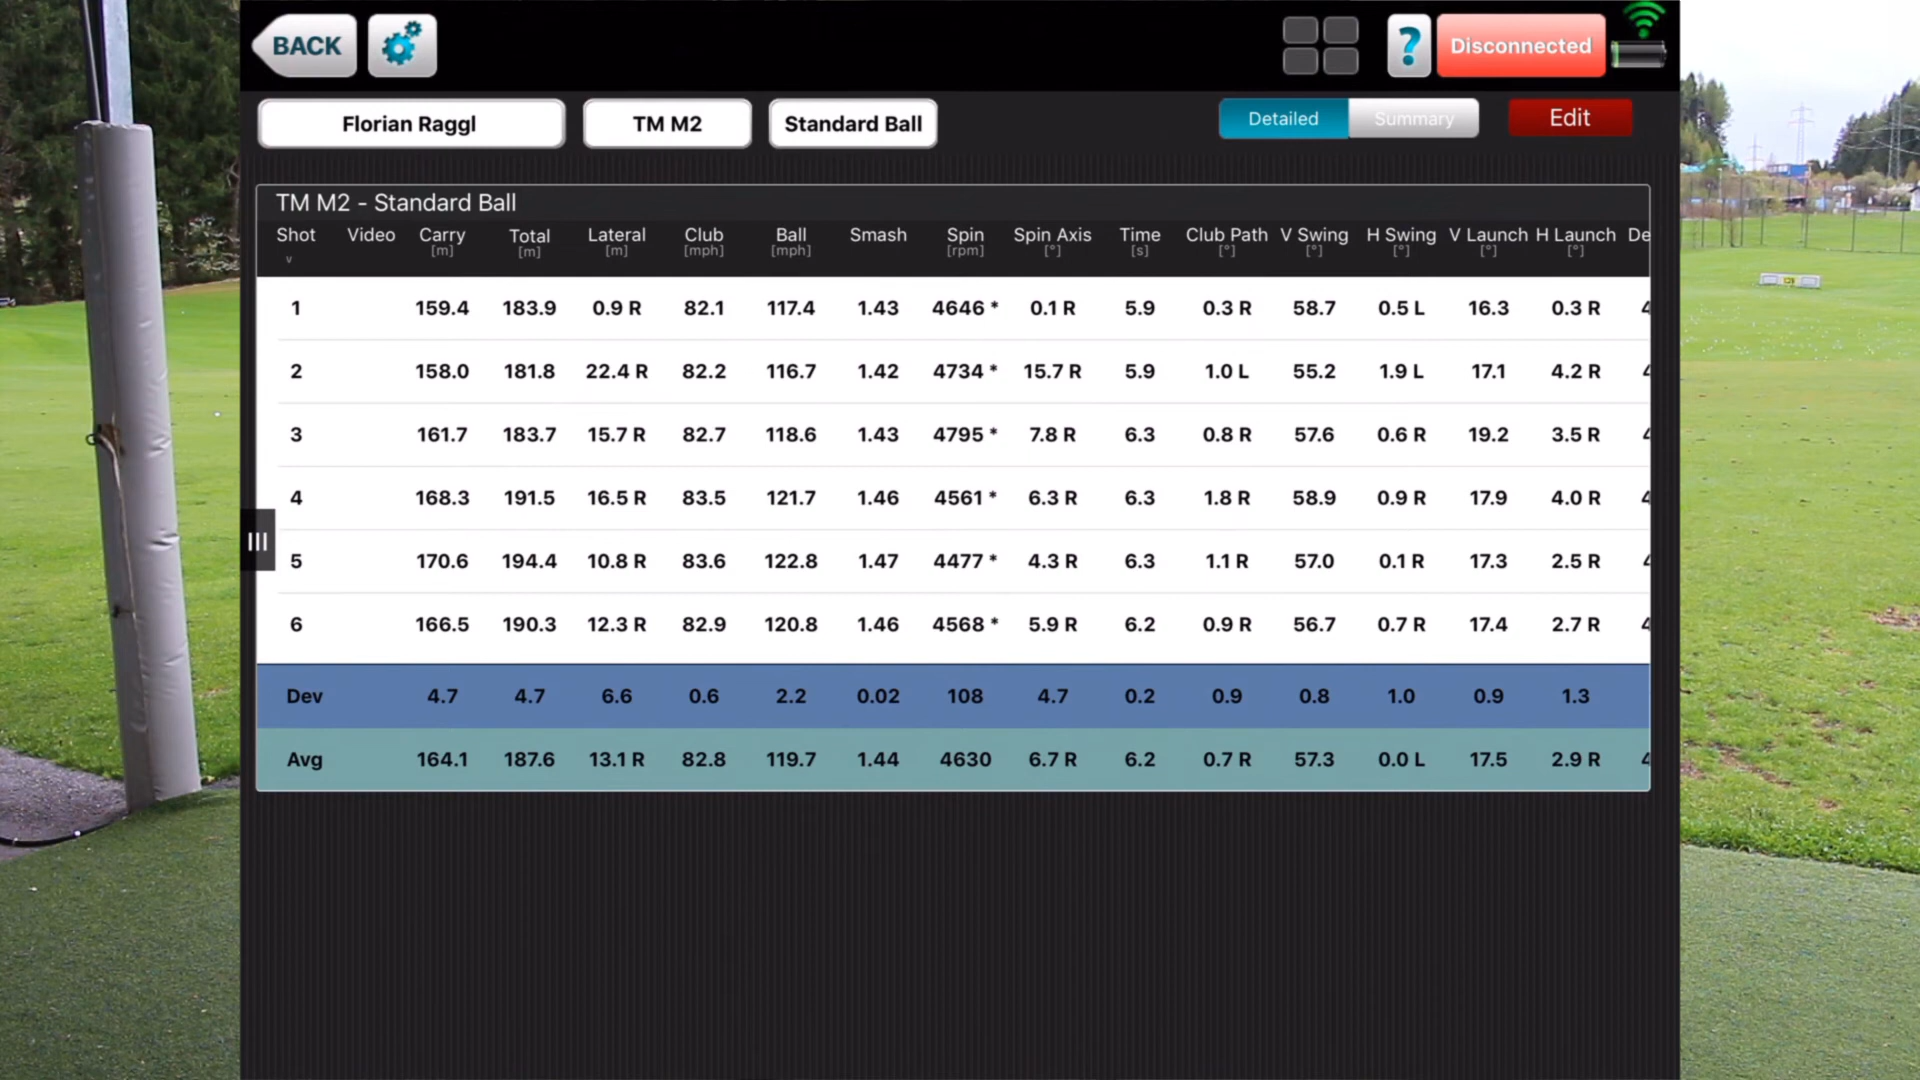 BACK
?
Disconnected
Florian Raggl
TM M2
Standard Ball
Detailed
Summary
Edit
TM M2 - Standard Ball
Shot Video Carry Total Lateral Club Ball Smash Spin Spin Axis Time Club Path V Swing H Swing V Launch H Launch De
v [m] [m] [m] [mph] [mph] [rpm] [°] [s] [°] [°] [°] [°] [°]
1 159.4 183.9 0.9 R 82.1 117.4 1.43 4646 * 0.1 R 5.9 0.3 R 58.7 0.5 L 16.3 0.3 R
2 158.0 181.8 22.4 R 82.2 116.7 1.42 4734 * 15.7 R 5.9 1.0 L 55.2 1.9 L 17.1 4.2 R
3 161.7 183.7 15.7 R 82.7 118.6 1.43 4795 * 7.8 R 6.3 0.8 R 57.6 0.6 R 19.2 3.5 R
4 168.3 191.5 16.5 R 83.5 121.7 1.46 4561 * 6.3 R 6.3 1.8 R 58.9 0.9 R 17.9 4.0 R
5 170.6 194.4 10.8 R 83.6 122.8 1.47 4477 * 4.3 R 6.3 1.1 R 57.0 0.1 R 17.3 2.5 R
6 166.5 190.3 12.3 R 82.9 120.8 1.46 4568 * 5.9 R 6.2 0.9 R 56.7 0.7 R 17.4 2.7 R
Dev 4.7 4.7 6.6 0.6 2.2 0.02 108 4.7 0.2 0.9 0.8 1.0 0.9 1.3
Avg 164.1 187.6 13.1 R 82.8 119.7 1.44 4630 6.7 R 6.2 0.7 R 57.3 0.0 L 17.5 2.9 R